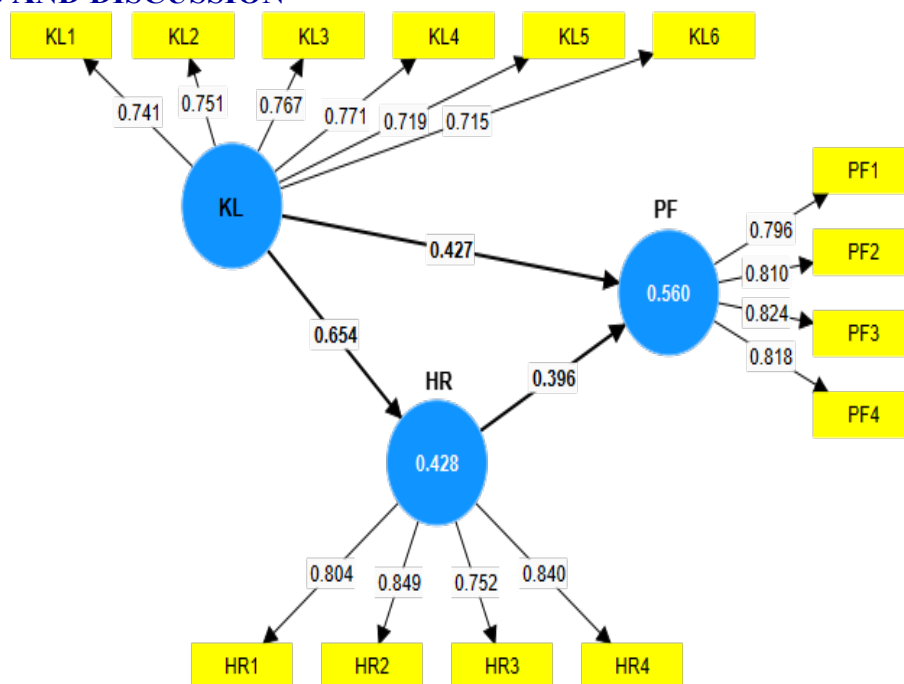 AND DISCUSSION
KL1 KL2 KL3 KL4 KL5 KL6
0.741 0.751 0.767 0.771 0.719 0.715
KL
PF
PF1
0.796
PF2
0.427
0.810
0.560
0.824
PF3
0.654
0.818
HR
0.396
PF4
0.428
0.804 0.849 0.752 0.840
HR1 HR2 HR3 HR4